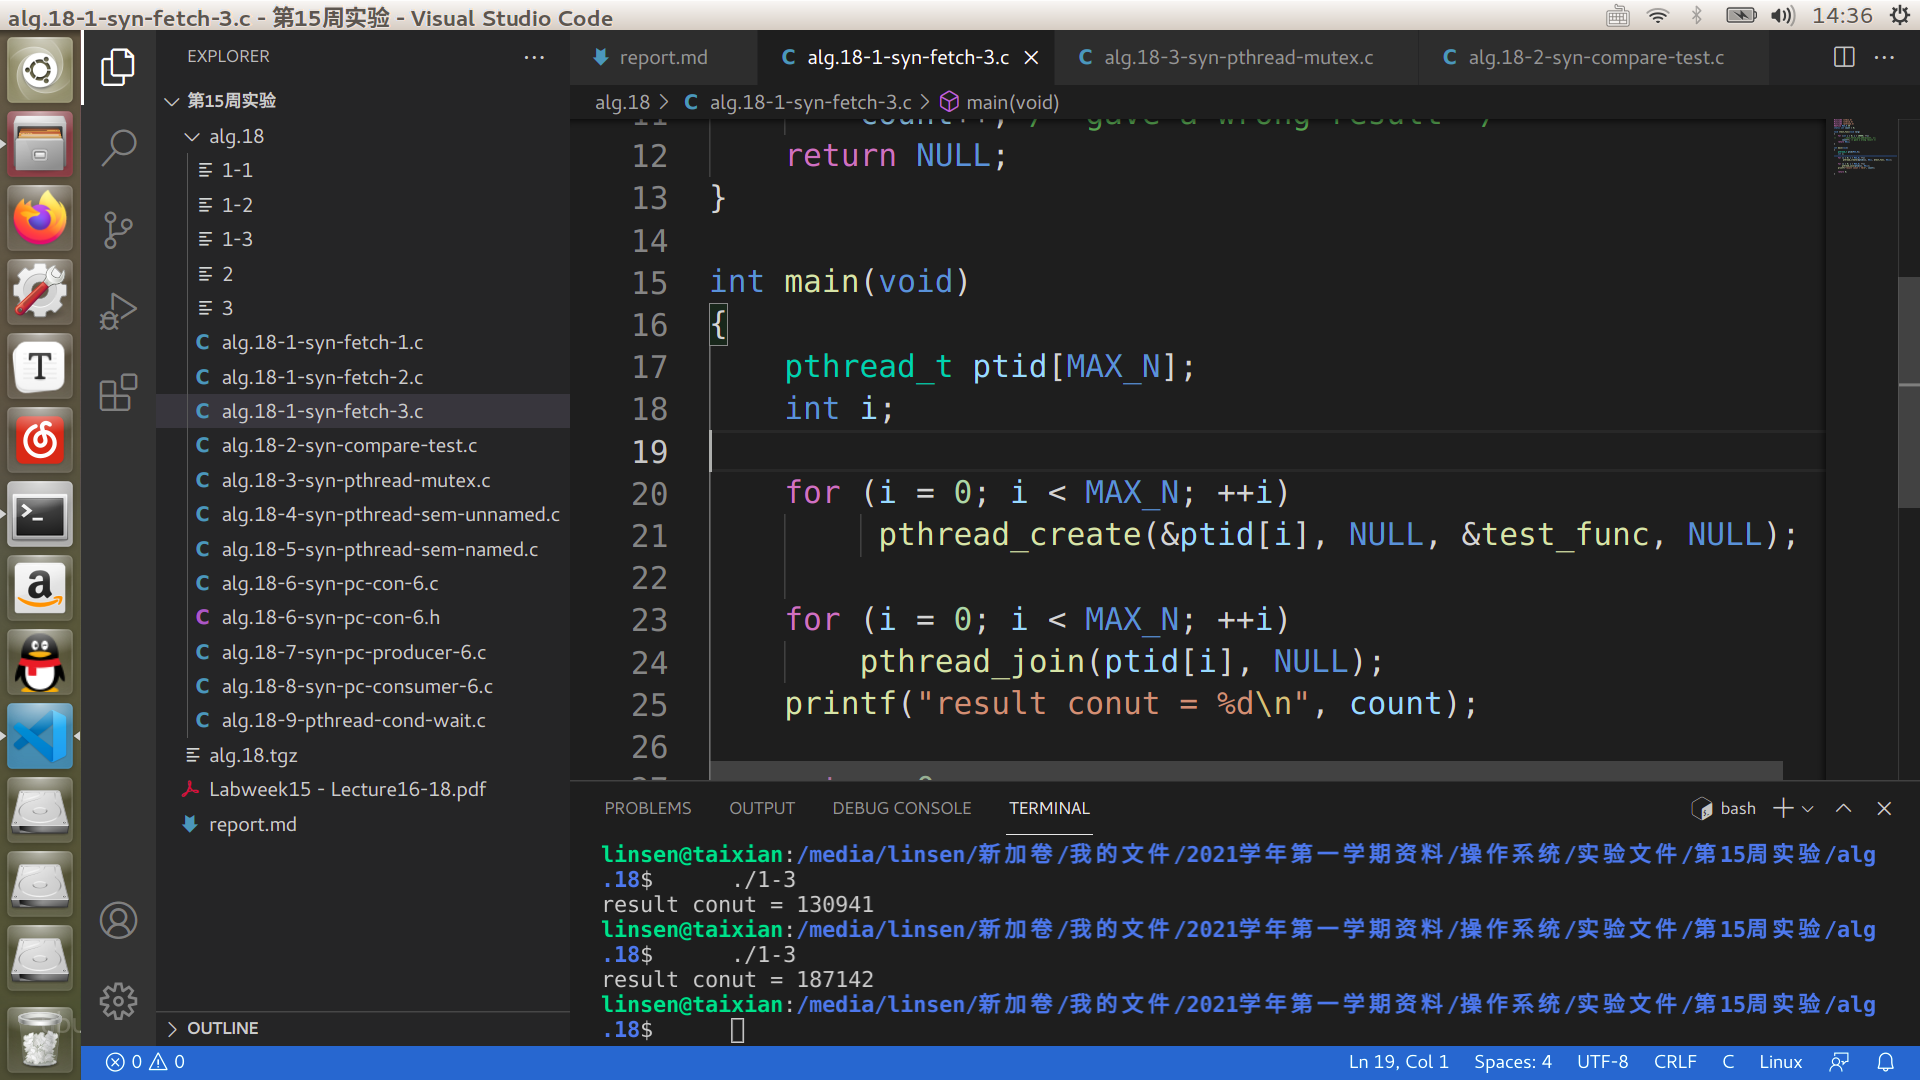 alg.18-1-syn-fetch-3.c - 第15周实验 - Visual Studio Code
14:36
EXPLORER
第15周实验
alg.18
1-1
1-2
1-3
2
3
C alg.18-1-syn-fetch-1.c
C alg.18-1-syn-fetch-2.c
C alg.18-1-syn-fetch-3.c
C alg.18-2-syn-compare-test.c
C alg.18-3-syn-pthread-mutex.c
C alg.18-4-syn-pthread-sem-unnamed.c
C alg.18-5-syn-pthread-sem-named.c
C alg.18-6-syn-pc-con-6.c
C alg.18-6-syn-pc-con-6.h
C alg.18-7-syn-pc-producer-6.c
C alg.18-8-syn-pc-consumer-6.c
C alg.18-9-pthread-cond-wait.c
alg.18.tgz
Labweek15 - Lecture16-18.pdf
report.md
OUTLINE
report.md
C alg.18-1-syn-fetch-3.c
C alg.18-3-syn-pthread-mutex.c
C alg.18-2-syn-compare-test.c
alg.18 > C alg.18-1-syn-fetch-3.c > main(void)
11 count++; /* gave a wrong result */
12 return NULL;
13 }
14
15 int main(void)
16 {
17 pthread_t ptid[MAX_N];
18 int i;
19
20 for (i = 0; i < MAX_N; ++i)
21 pthread_create(&ptid[i], NULL, &test_func, NULL);
22
23 for (i = 0; i < MAX_N; ++i)
24 pthread_join(ptid[i], NULL);
25 printf("result conut = %d\n", count);
26
PROBLEMS OUTPUT DEBUG CONSOLE TERMINAL
bash
linsen@taixian:/media/linsen/新加卷/我的文件/2021学年第一学期资料/操作系统/实验文件/第15周实验/alg
.18$ ./1-3
result conut = 130941
linsen@taixian:/media/linsen/新加卷/我的文件/2021学年第一学期资料/操作系统/实验文件/第15周实验/alg
.18$ ./1-3
result conut = 187142
linsen@taixian:/media/linsen/新加卷/我的文件/2021学年第一学期资料/操作系统/实验文件/第15周实验/alg
.18$
0 0
Ln 19, Col 1 Spaces: 4 UTF-8 CRLF C Linux